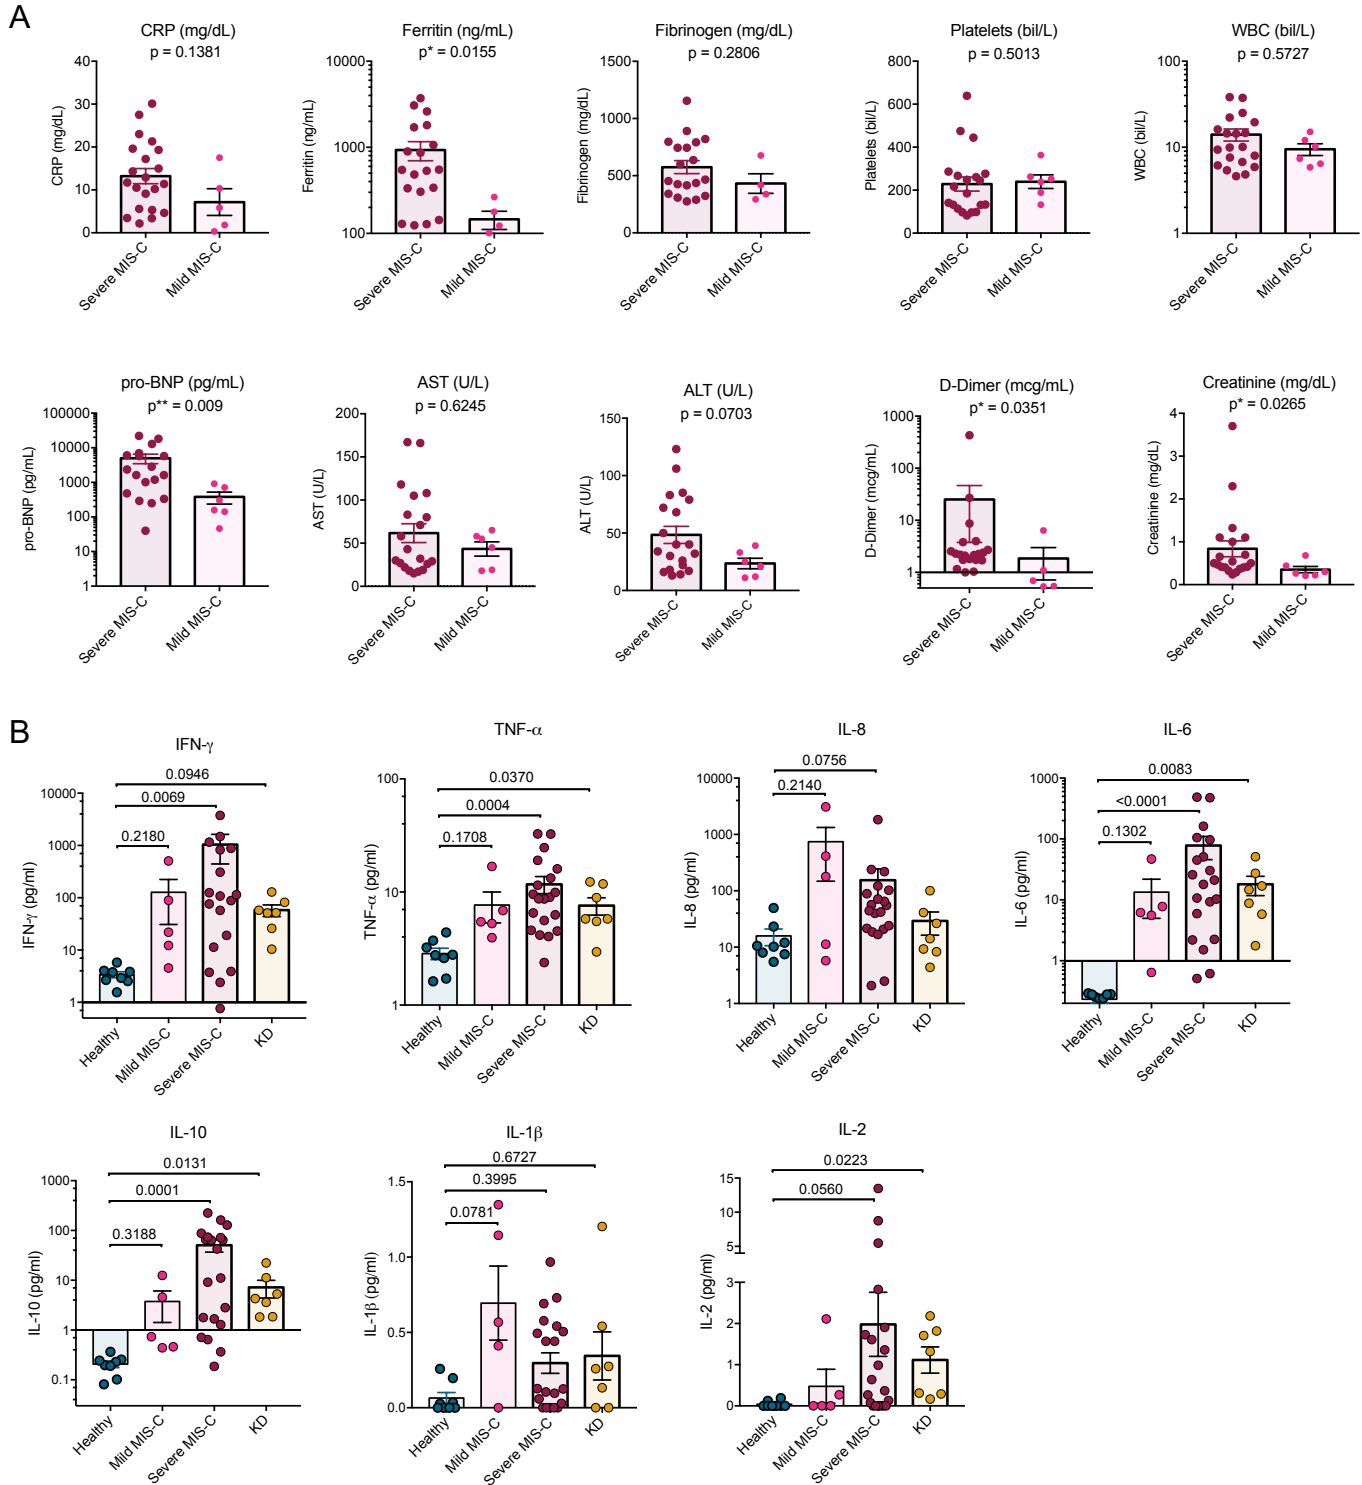 A
CRP (mg/dL)
p = 0.1381
CRP (mg/dL)
40
30
20
10
0
Severe MIS-C
Mild MIS-C
Ferritin (ng/mL)
p* = 0.0155
Ferritin (ng/mL)
10000
1000
100
Severe MIS-C
Mild MIS-C
Fibrinogen (mg/dL)
p = 0.2806
Fibrinogen (mg/dL)
1500
1000
500
0
Severe MIS-C
Mild MIS-C
Platelets (bil/L)
p = 0.5013
Platelets (bil/L)
800
600
400
200
0
Severe MIS-C
Mild MIS-C
WBC (bil/L)
p = 0.5727
WBC (bil/L)
100
10
1
Severe MIS-C
Mild MIS-C
pro-BNP (pg/mL)
p** = 0.009
pro-BNP (pg/mL)
100000
10000
1000
100
10
1
Severe MIS-C
Mild MIS-C
AST (U/L)
p = 0.6245
AST (U/L)
200
150
100
50
0
Severe MIS-C
Mild MIS-C
ALT (U/L)
p = 0.0703
ALT (U/L)
150
100
50
0
Severe MIS-C
Mild MIS-C
D-Dimer (mcg/mL)
p* = 0.0351
D-Dimer (mcg/mL)
1000
100
10
1
Severe MIS-C
Mild MIS-C
Creatinine (mg/dL)
p* = 0.0265
Creatinine (mg/dL)
4
3
2
1
0
Severe MIS-C
Mild MIS-C
B
IFN-γ
0.0946
0.0069
0.2180
IFN-γ (pg/ml)
10000
1000
100
10
1
Healthy
Mild MIS-C
Severe MIS-C
KD
TNF-α
0.0370
0.0004
0.1708
TNF-α (pg/ml)
100
10
1
Healthy
Mild MIS-C
Severe MIS-C
KD
IL-8
0.0756
0.2140
IL-8 (pg/ml)
10000
1000
100
10
1
Healthy
Mild MIS-C
Severe MIS-C
KD
IL-6
0.0083
<0.0001
0.1302
IL-6 (pg/ml)
1000
100
10
1
Healthy
Mild MIS-C
Severe MIS-C
KD
IL-10
0.0131
0.0001
0.3188
IL-10 (pg/ml)
1000
100
10
1
0.1
Healthy
Mild MIS-C
Severe MIS-C
KD
IL-1β
0.6727
0.3995
0.0781
IL-1β (pg/ml)
1.5
1.0
0.5
0.0
Healthy
Mild MIS-C
Severe MIS-C
KD
IL-2
0.0223
0.0560
IL-2 (pg/ml)
15
10
5
3
2
1
0
Healthy
Mild MIS-C
Severe MIS-C
KD